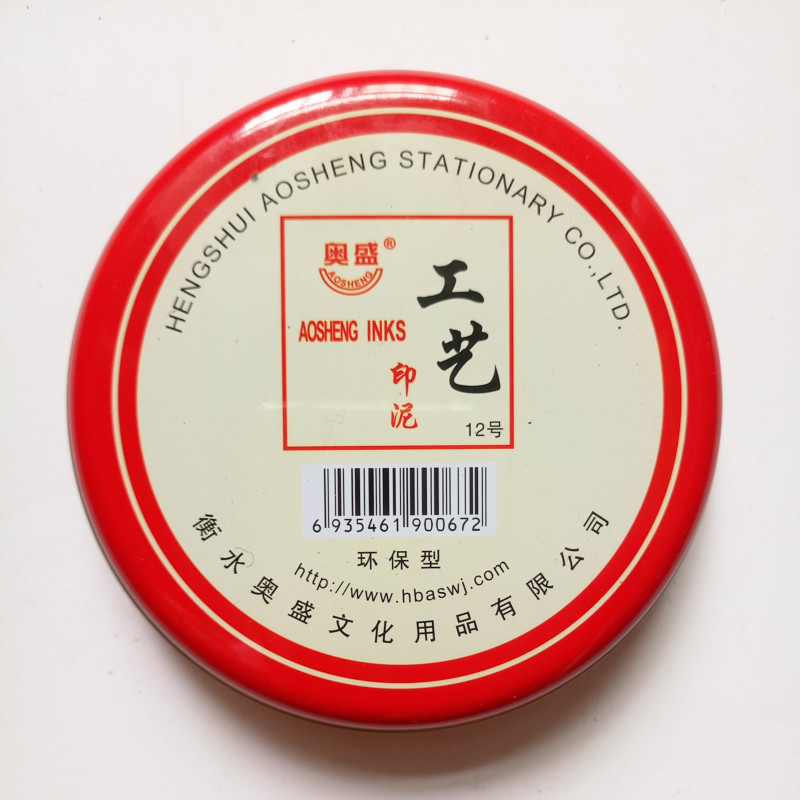 HENGSHUI AOSHENG STATIONARY CO.,LTD.
奥盛®
AOSHENG
AOSHENG INKS
工艺
印泥
12号
6 935461 900672
环保型
http://www.hbaswj.com
衡水奥盛文化用品有限公司